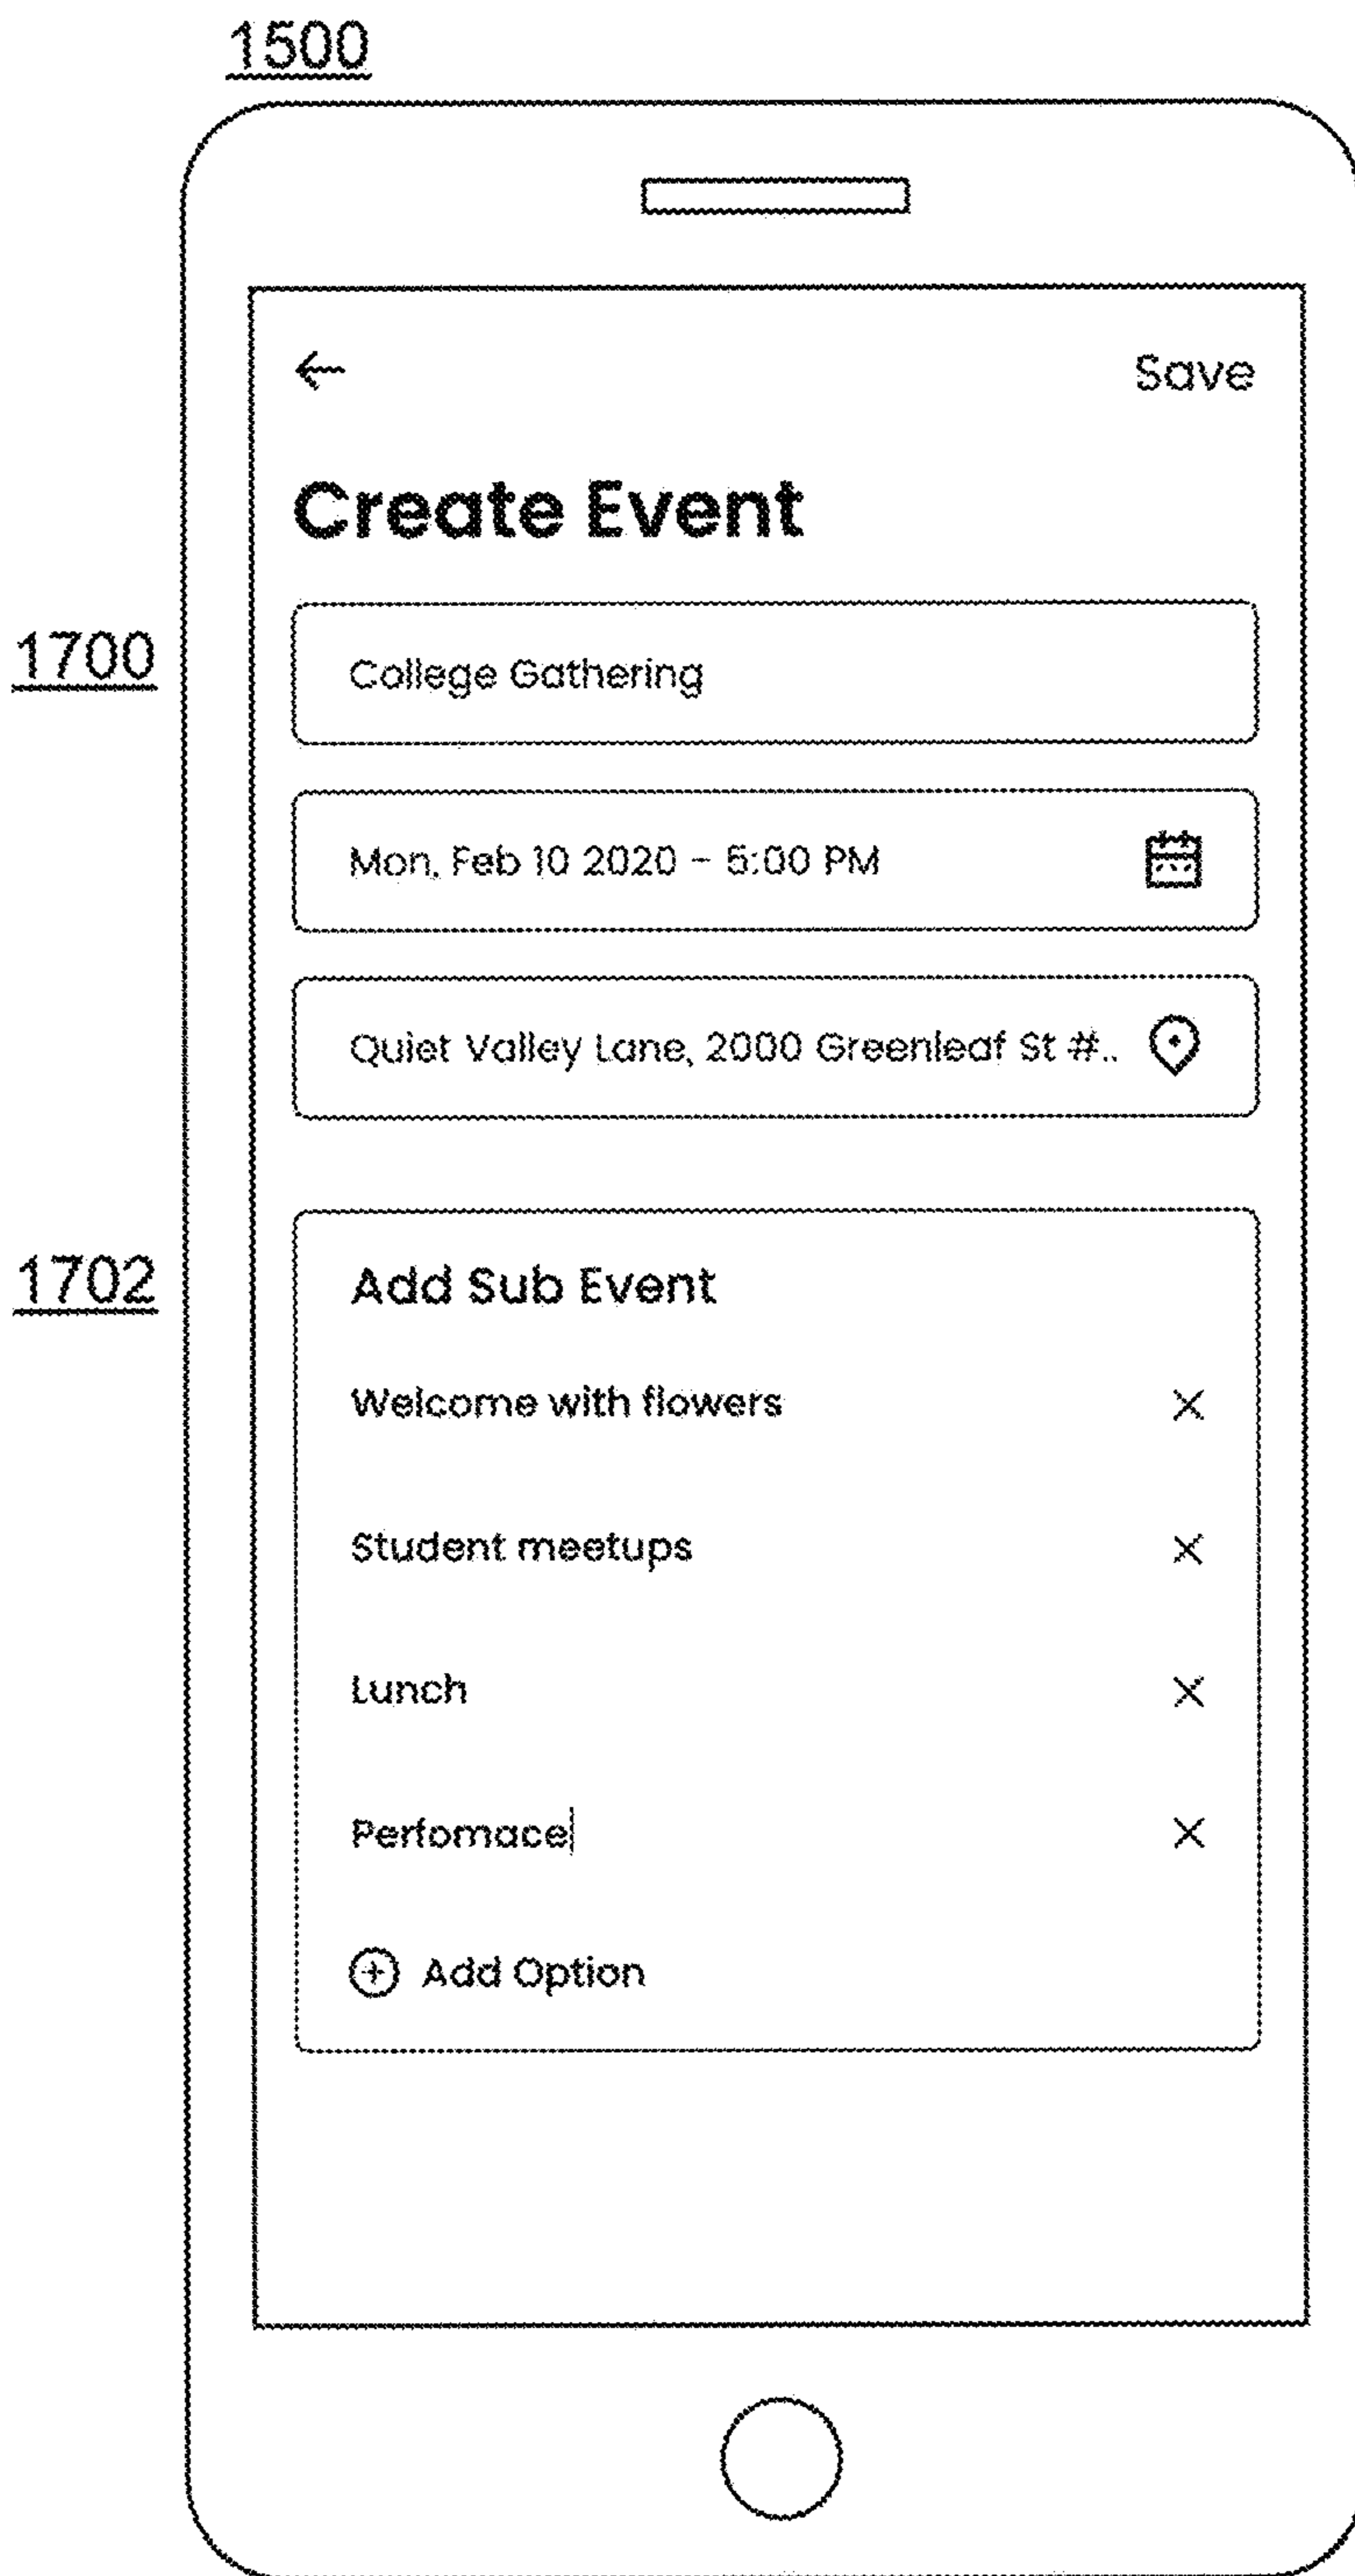 1500
Save
Create Event
1700
College Gathering
Mon, Feb 10 2020 - 5:00 PM
Quiet Valley Lane, 2000 Greenleaf St #..
1702
Add Sub Event
Welcome with flowers
Student meetups
Lunch
Perfomace
Add Option